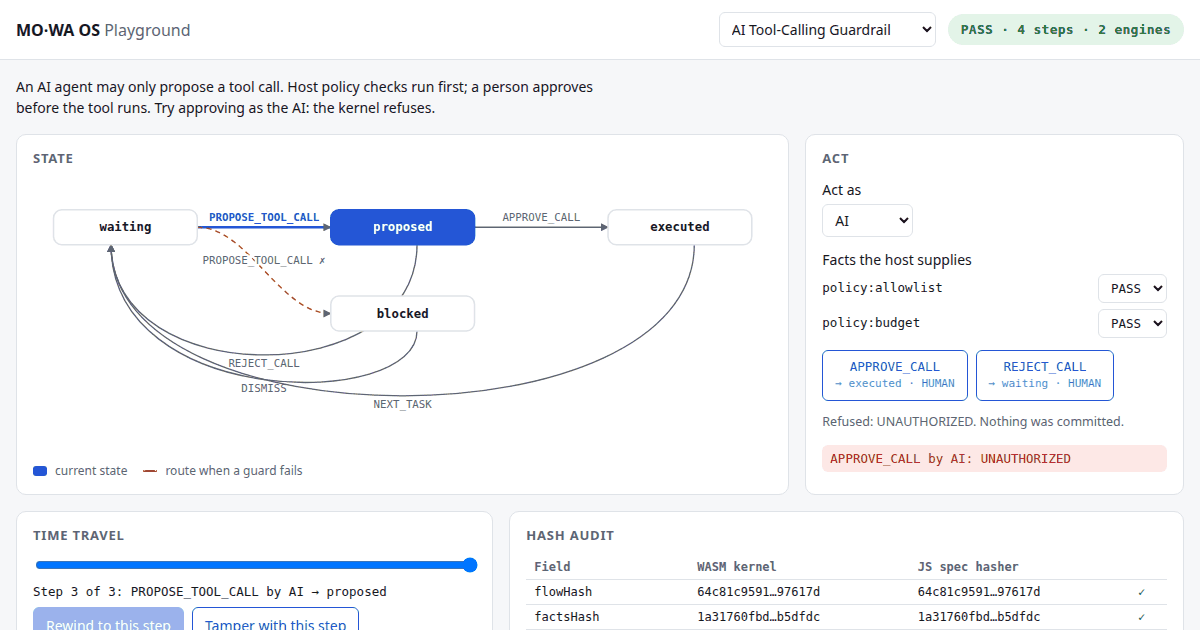 MO·WA OS Playground
AI Tool-Calling Guardrail
PASS · 4 steps · 2 engines
An AI agent may only propose a tool call. Host policy checks run first; a person approves
before the tool runs. Try approving as the AI: the kernel refuses.
STATE
waiting
PROPOSE_TOOL_CALL
proposed
APPROVE_CALL
executed
PROPOSE_TOOL_CALL ✗
blocked
REJECT_CALL
DISMISS
NEXT_TASK
current state
route when a guard fails
ACT
Act as
AI
Facts the host supplies
policy:allowlist PASS
policy:budget PASS
APPROVE_CALL
→ executed · HUMAN
REJECT_CALL
→ waiting · HUMAN
Refused: UNAUTHORIZED. Nothing was committed.
APPROVE_CALL by AI: UNAUTHORIZED
TIME TRAVEL
Step 3 of 3: PROPOSE_TOOL_CALL by AI → proposed
Rewind to this step
Tamper with this step
HASH AUDIT
Field WASM kernel JS spec hasher
flowHash 64c81c9591…97617d 64c81c9591…97617d ✓
factsHash 1a31760fbd…b5dfdc 1a31760fbd…b5dfdc ✓